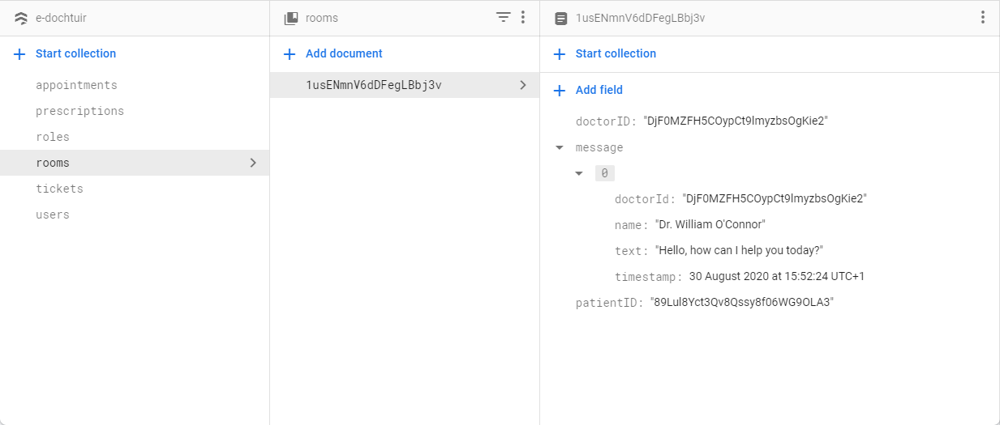 e-dochtuir
Start collection
appointments
prescriptions
roles
rooms
tickets
users
rooms
Add document
1usENmnV6dDFegLBbj3v
1usENmnV6dDFegLBbj3v
Start collection
Add field
doctorID: "DjF0MZFH5COypCt9lmyzbsOgKie2"
message
0
doctorId: "DjF0MZFH5COypCt9lmyzbsOgKie2"
name: "Dr. William O'Connor"
text: "Hello, how can I help you today?"
timestamp: 30 August 2020 at 15:52:24 UTC+1
patientID: "89Lul8Yct3Qv8Qssy8f06WG9OLA3"